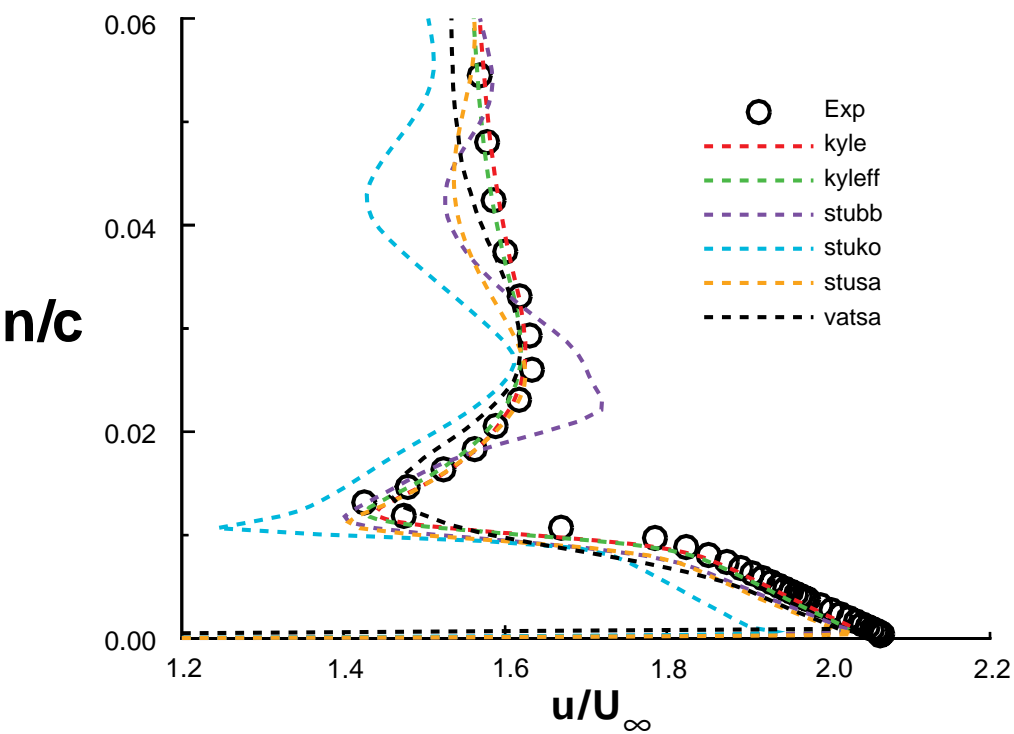 0.06
0.04
0.02
0.00
n/c
Exp
kyle
kyleff
stubb
stuko
stusa
vatsa
1.2 1.4 1.6 1.8 2.0 2.2
u/U∞